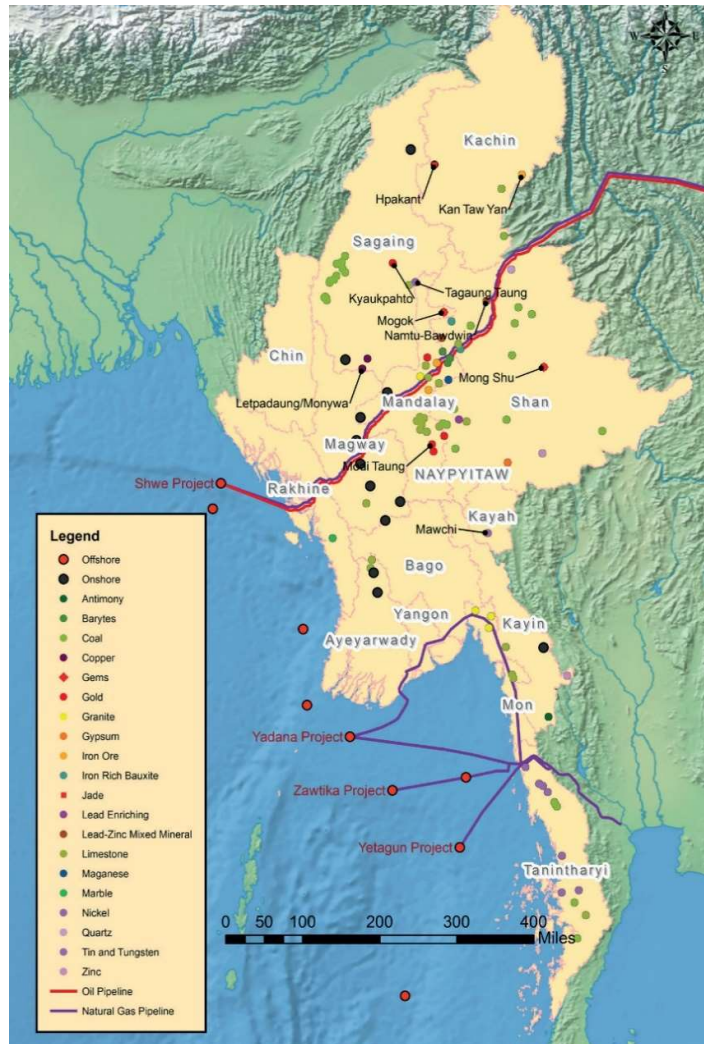 N
W E
S
Kachin
Hpakant
Kan Taw Yan
Sagaing
Kyaukpahto
Tagaung Taung
Mogok
Namtu-Bawdwin
Chin
Mong Shu
Letpadaung/Monywa
Mandalay
Shan
Magway
Modi Taung
NAYPYITAW
Shwe Project
Rakhine
Kayah
Mawchi
Bago
Yangon
Kayin
Ayeyarwady
Mon
Yadana Project
Zawtika Project
Yetagun Project
Tanintharyi
0 100 200 300 400
Miles
Legend
Offshore
Onshore
Antimony
Barytes
Coal
Copper
Gems
Gold
Granite
Gypsum
Iron Ore
Iron Rich Bauxite
Jade
Lead Enriching
Lead-Zinc Mixed Mineral
Limestone
Maganese
Marble
Nickel
Quartz
Tin and Tungsten
Zinc
Oil Pipeline
Natural Gas Pipeline